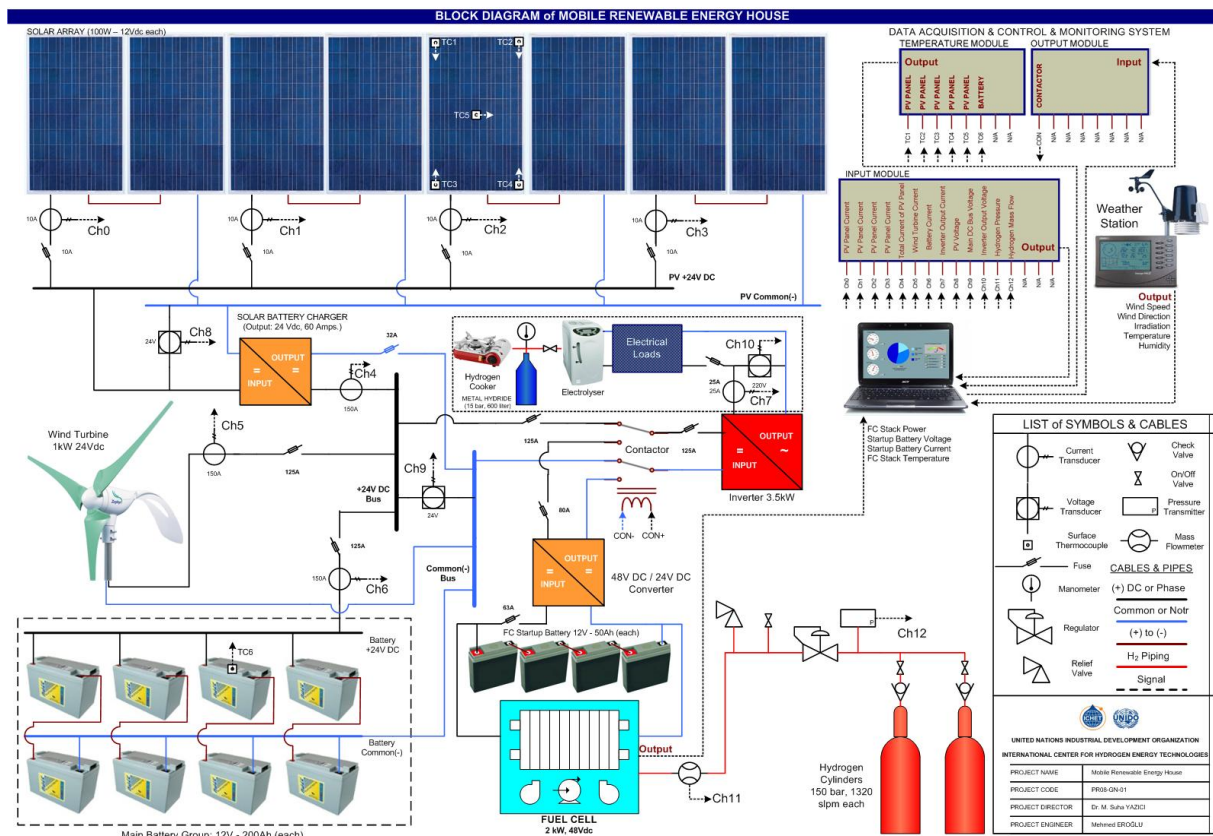 BLOCK DIAGRAM of MOBILE RENEWABLE ENERGY HOUSE
SOLAR ARRAY (100W – 12Vdc each)
TC1
TC2
TC5
TC3
TC4
10A
Ch0
10A
10A
Ch1
10A
10A
Ch2
10A
10A
Ch3
10A
PV +24V DC
PV Common(-)
DATA ACQUISITION & CONTROL & MONITORING SYSTEM
TEMPERATURE MODULE
Output
PV PANEL
PV PANEL
PV PANEL
PV PANEL
PV PANEL
BATTERY
TC1
TC2
TC3
TC4
TC5
TC6
N/A
N/A
OUTPUT MODULE
Input
CONTACTOR
CON
N/A
N/A
N/A
N/A
N/A
N/A
N/A
INPUT MODULE
PV Panel Current
PV Panel Current
PV Panel Current
PV Panel Current
Total Current of PV Panel
Wind Turbine Current
Battery Current
Inverter Output Current
PV Voltage
Main DC Bus Voltage
Inverter Output Voltage
Hydrogen Pressure
Hydrogen Mass Flow
Output
Ch0
Ch1
Ch2
Ch3
Ch4
Ch5
Ch6
Ch7
Ch8
Ch9
Ch10
Ch11
Ch12
N/A
N/A
N/A
Weather
Station
Output
Wind Speed
Wind Direction
Irradiation
Temperature
Humidity
FC Stack Power
Startup Battery Voltage
Startup Battery Current
FC Stack Temperature
24V
Ch8
SOLAR BATTERY CHARGER
(Output: 24 Vdc, 60 Amps.)
OUTPUT
=
=
INPUT
32A
Ch4
150A
Hydrogen
Cooker
METAL HYDRIDE
(15 bar, 600 liter)
Electrolyser
Electrical
Loads
Ch10
220V
25A
25A
Ch7
Wind Turbine
1kW 24Vdc
Ch5
150A
125A
Ch9
24V
+24V DC
Bus
125A
Contactor
125A
OUTPUT
=
~
INPUT
Inverter 3.5kW
CON-
CON+
80A
125A
150A
Ch6
Common(-)
Bus
OUTPUT
=
=
INPUT
48V DC / 24V DC
Converter
63A
FC Startup Battery 12V - 50Ah (each)
Battery
+24V DC
TC6
Battery
Common(-)
Main Battery Group: 12V - 200Ah (each)
Output
FUEL CELL
2 kW, 48Vdc
Ch11
P
Ch12
Hydrogen
Cylinders
150 bar, 1320
slpm each
LIST of SYMBOLS & CABLES
Current
Transducer
Check
Valve
On/Off
Valve
Voltage
Transducer
P
Pressure
Transmitter
Surface
Thermocouple
Mass
Flowmeter
Fuse
CABLES & PIPES
Manometer
(+) DC or Phase
Common or Notr
Regulator
(+) to (-)
H₂ Piping
Relief
Valve
Signal
ICHET
UNIDO
UNITED NATIONS INDUSTRIAL DEVELOPMENT ORGANIZATION
INTERNATIONAL CENTER FOR HYDROGEN ENERGY TECHNOLOGIES
PROJECT NAME Mobile Renewable Energy House
PROJECT CODE PR08-GN-01
PROJECT DIRECTOR Dr. M. Suha YAZICI
PROJECT ENGINEER Mehmed EROĞLU